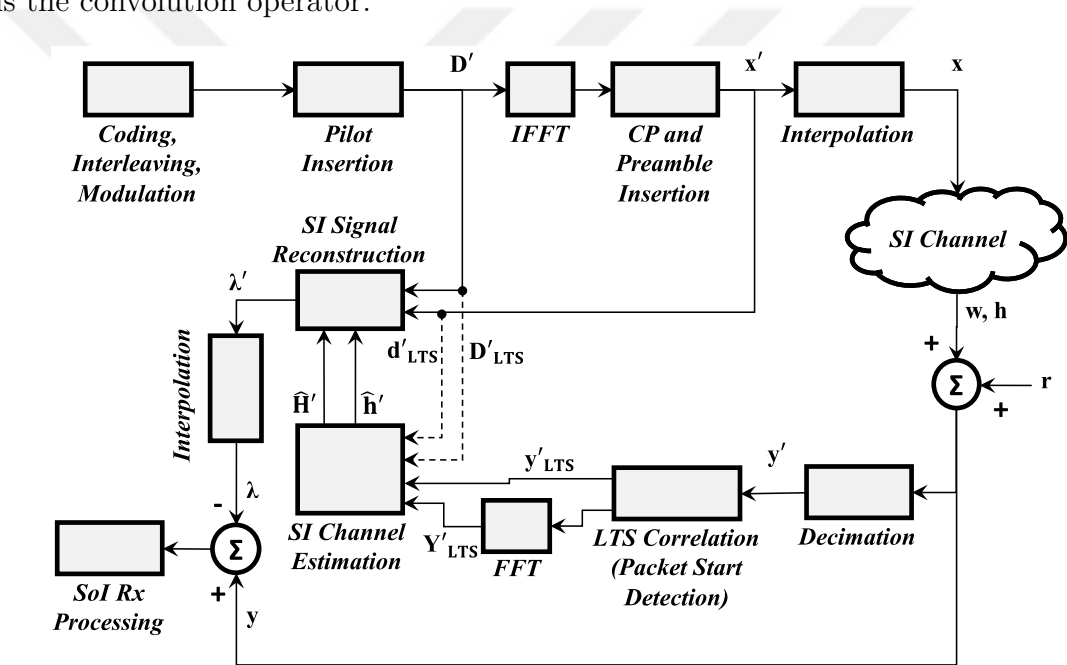 is the convolution operator.
D′
x′
x
Coding,
Interleaving,
Modulation
Pilot
Insertion
IFFT
CP and
Preamble
Insertion
Interpolation
SI Signal
Reconstruction
SI Channel
λ′
w, h
+
Σ
r
+
d′LTS
D′LTS
Interpolation
Ĥ′
ĥ′
y′LTS
y′
λ
-
SI Channel
Estimation
Y′LTS
FFT
LTS Correlation
(Packet Start
Detection)
Decimation
Σ
SoI Rx
Processing
+
y